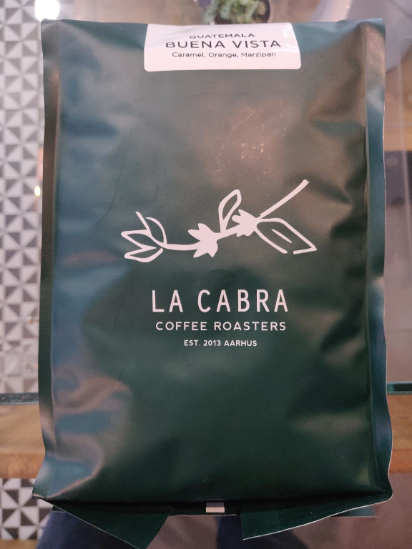 GUATEMALA
BUENA VISTA
Caramel, Orange, Marzipan
LA CABRA
COFFEE ROASTERS
EST. 2013 AARHUS